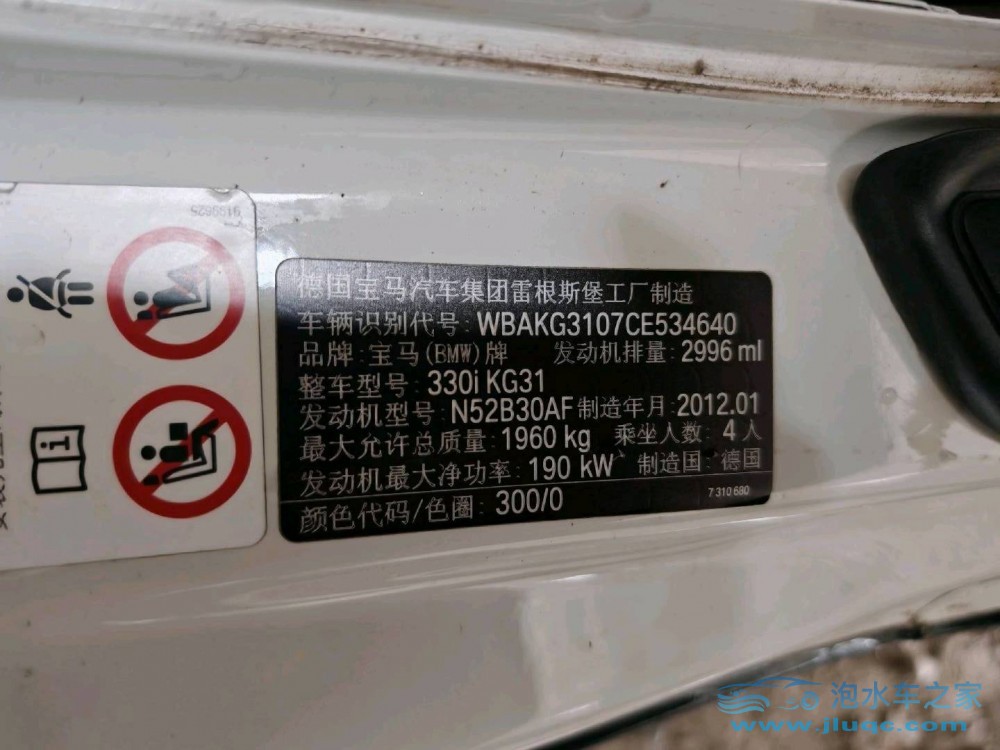 9199625
德国宝马汽车集团雷根斯堡工厂制造
车辆识别代号: WBAKG3107CE534640
品牌: 宝马(BMW)牌 发动机排量: 2996 ml
整车型号: 330i KG31
发动机型号: N52B30AF 制造年月: 2012.01
最大允许总质量: 1960 kg 乘坐人数: 4 人
发动机最大净功率: 190 kW 制造国: 德国
7 310 680
颜色代码/色圈: 300/0
泡水车之家
www.jluqc.com